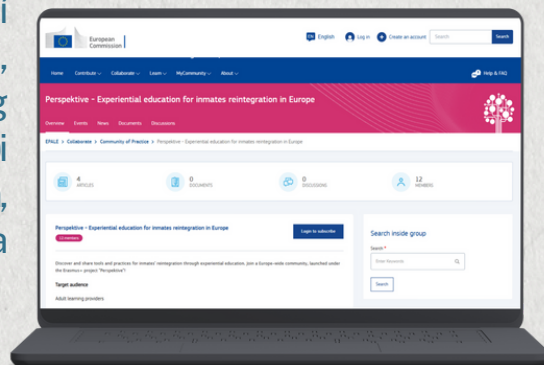 i
,
g
i
,
a
European
Commission
EN English Log in Create an account Search Search
Home Contribute Collaborate Learn MyCommunity About Help & FAQ
Perspektive - Experiential education for inmates reintegration in Europe
Overview Events News Documents Discussions
EPALE > Collaborate > Community of Practice > Perspektive - Experiential education for inmates reintegration in Europe
4 ARTICLES
0 DOCUMENTS
0 DISCUSSIONS
12 MEMBERS
Perspektive - Experiential education for inmates reintegration in Europe
Login to subscribe
Discover and share tools and practices for inmates' reintegration through experiential education. Join a Europe-wide community, launched under
the Erasmus+ project "Perspektive"!
Target audience
Adult learning providers
Search inside group
Search *
Enter Keywords
Search